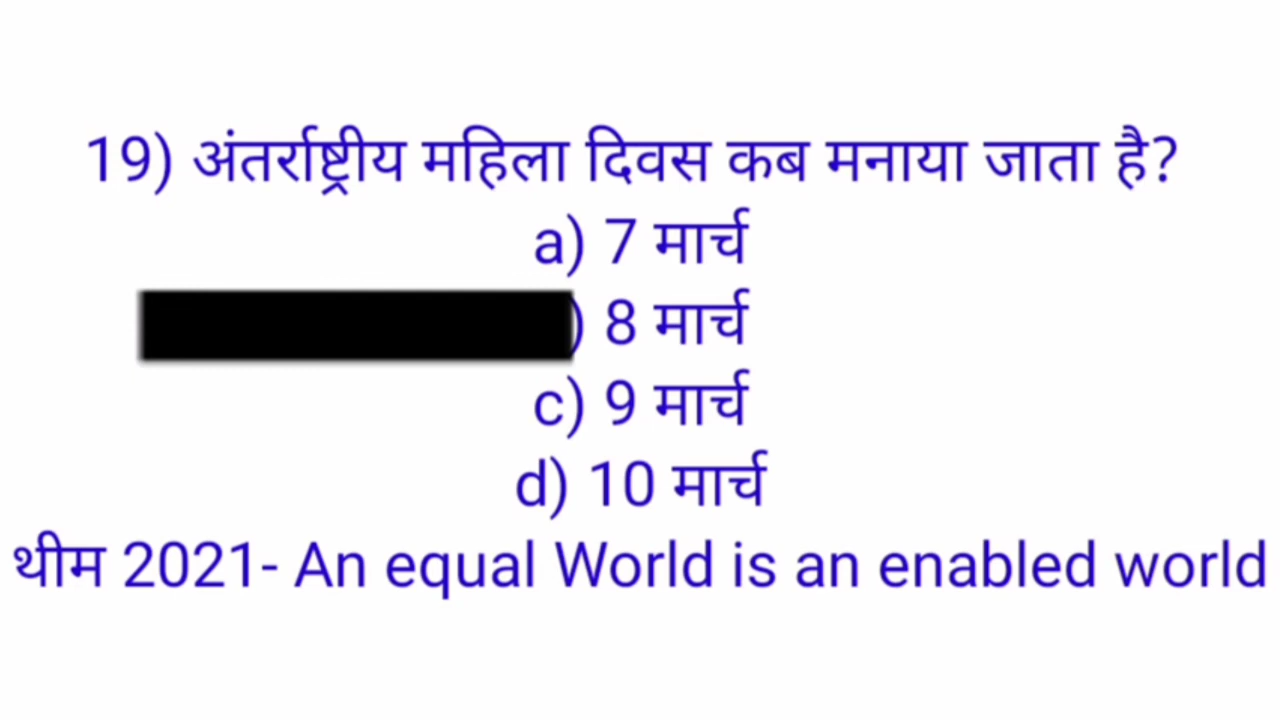 19) अंतर्राष्ट्रीय महिला दिवस कब मनाया जाता है?
a) 7 मार्च
) 8 मार्च
c) 9 मार्च
d) 10 मार्च
थीम 2021- An equal World is an enabled world